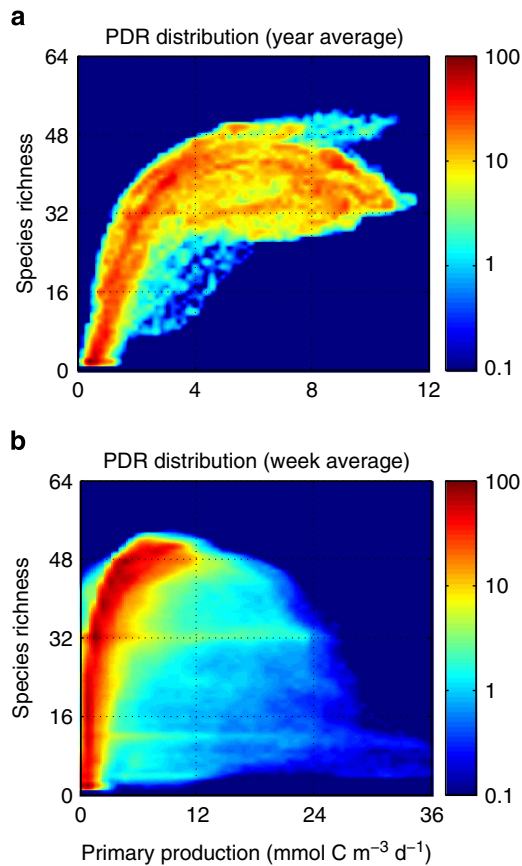 a
PDR distribution (year average)
64
48
32
16
0
Species richness
0 4 8 12
100
10
1
0.1
b
PDR distribution (week average)
64
48
32
16
0
Species richness
0 12 24 36
100
10
1
0.1
Primary production (mmol C m⁻³ d⁻¹)